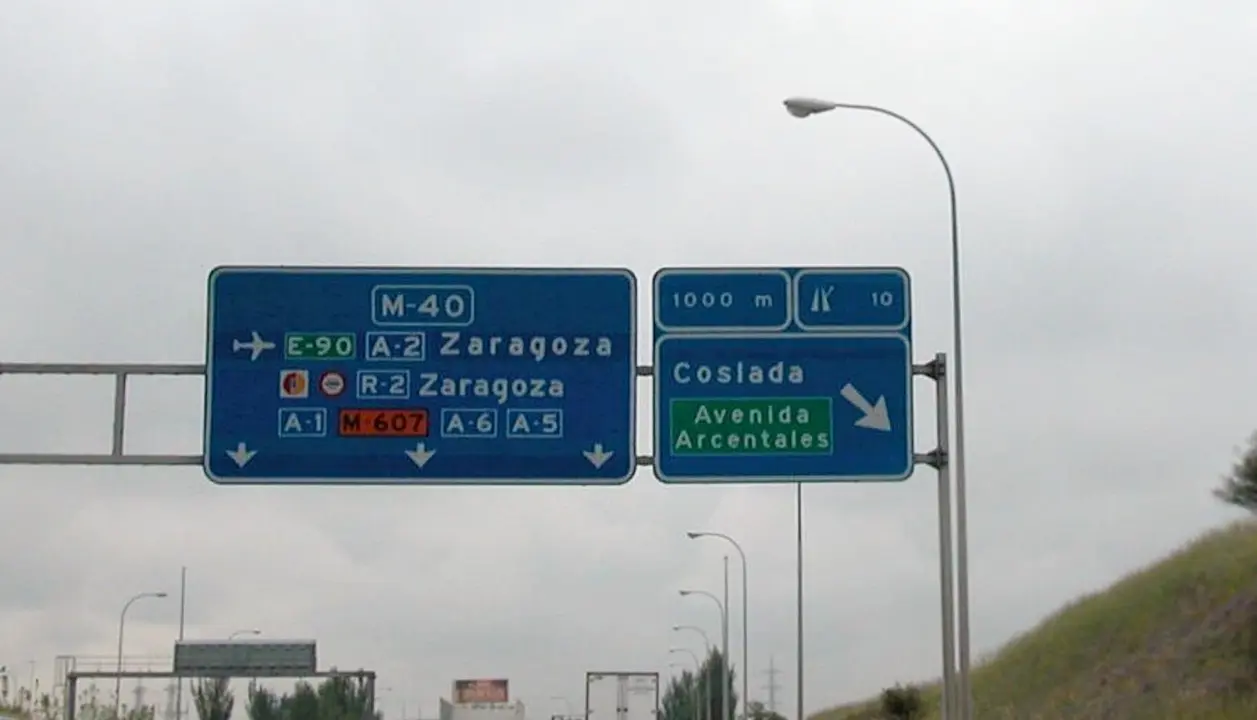 M-40
E-90 A-2 Zaragoza
R-2 Zaragoza
A-1 M-607 A-6 A-5
1000 m 10
Coslada
Avenida
Arcentales